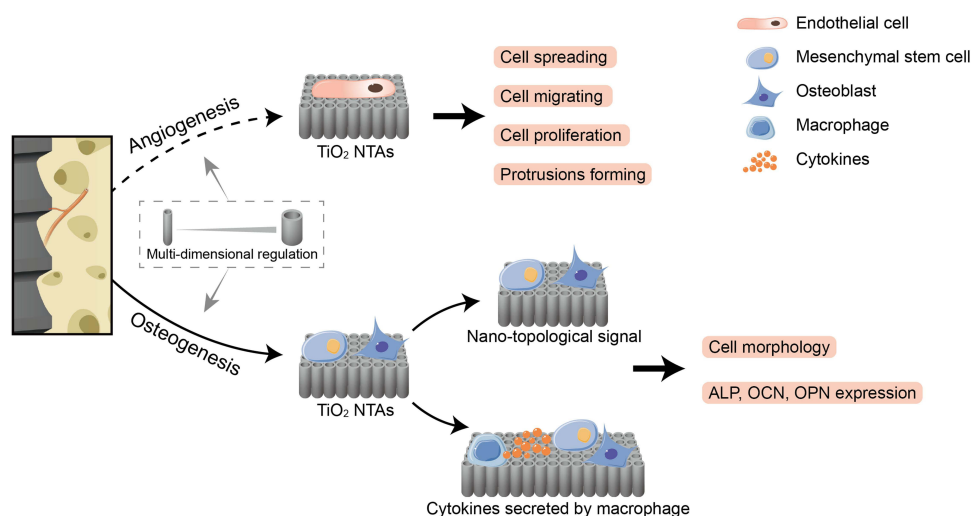 Endothelial cell
Mesenchymal stem cell
Osteoblast
Macrophage
Cytokines
Angiogenesis
TiO₂ NTAs
Cell spreading
Cell migrating
Cell proliferation
Protrusions forming
Multi-dimensional regulation
Osteogenesis
TiO₂ NTAs
Nano-topological signal
Cytokines secreted by macrophage
Cell morphology
ALP, OCN, OPN expression